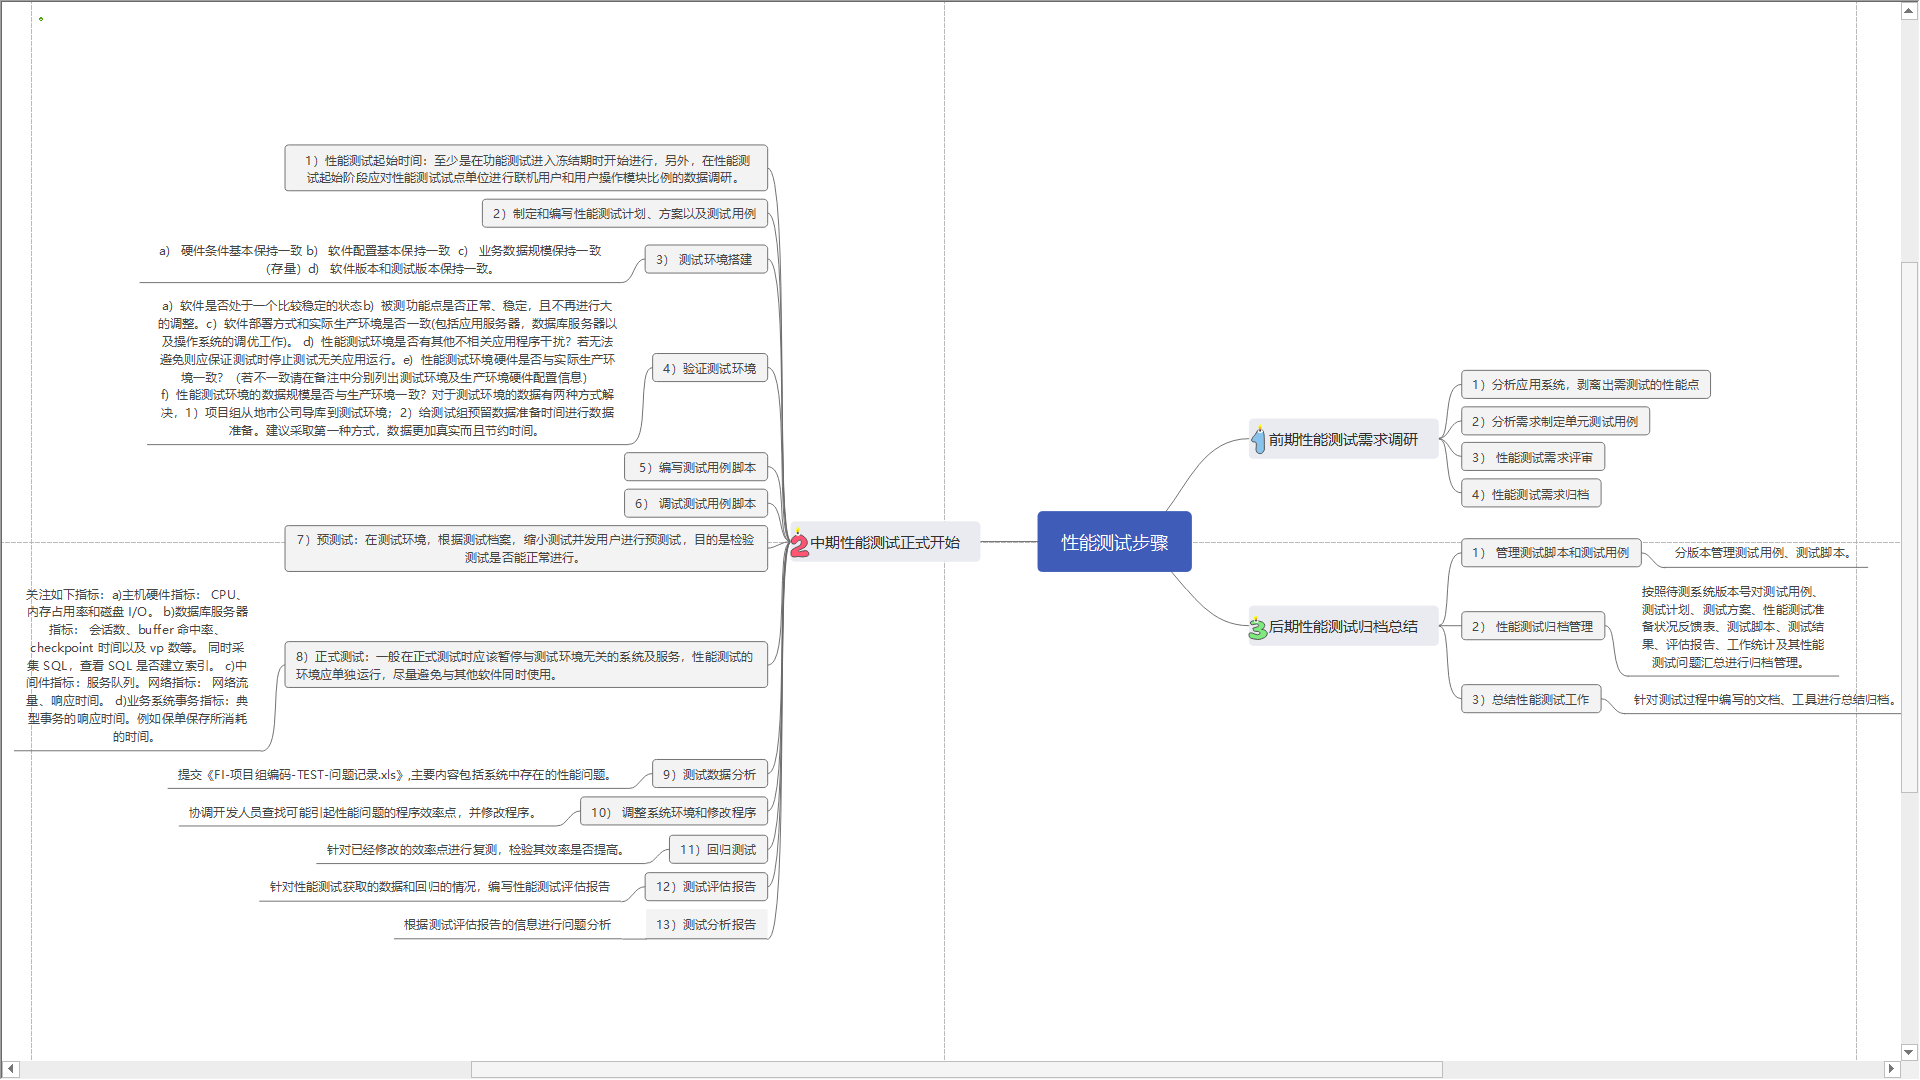 性能测试步骤
前期性能测试需求调研
1）分析应用系统，剥离出需测试的性能点
2）分析需求制定单元测试用例
3） 性能测试需求评审
4）性能测试需求归档
中期性能测试正式开始
1）性能测试起始时间：至少是在功能测试进入冻结期时开始进行，另外，在性能测
试起始阶段应对性能测试试点单位进行联机用户和用户操作模块比例的数据调研。
2）制定和编写性能测试计划、方案以及测试用例
3） 测试环境搭建
a） 硬件条件基本保持一致 b） 软件配置基本保持一致 c） 业务数据规模保持一致
（存量）d） 软件版本和测试版本保持一致。
4）验证测试环境
a）软件是否处于一个比较稳定的状态b）被测功能点是否正常、稳定，且不再进行大
的调整。c）软件部署方式和实际生产环境是否一致(包括应用服务器，数据库服务器以
及操作系统的调优工作)。 d）性能测试环境是否有其他不相关应用程序干扰？若无法
避免则应保证测试时停止测试无关应用运行。e）性能测试环境硬件是否与实际生产环
境一致？（若不一致请在备注中分别列出测试环境及生产环境硬件配置信息）
f）性能测试环境的数据规模是否与生产环境一致？对于测试环境的数据有两种方式解
决，1）项目组从地市公司导库到测试环境；2）给测试组预留数据准备时间进行数据
准备。建议采取第一种方式，数据更加真实而且节约时间。
5）编写测试用例脚本
6） 调试测试用例脚本
7）预测试：在测试环境，根据测试档案，缩小测试并发用户进行预测试，目的是检验
测试是否能正常进行。
8）正式测试：一般在正式测试时应该暂停与测试环境无关的系统及服务，性能测试的
环境应单独运行，尽量避免与其他软件同时使用。
关注如下指标：a)主机硬件指标： CPU、
内存占用率和磁盘 I/O。 b)数据库服务器
指标： 会话数、buffer 命中率、
checkpoint 时间以及 vp 数等。 同时采
集 SQL，查看 SQL 是否建立索引。 c)中
间件指标：服务队列。网络指标： 网络流
量、响应时间。 d)业务系统事务指标：典
型事务的响应时间。例如保单保存所消耗
的时间。
9）测试数据分析
提交《FI-项目组编码-TEST-问题记录.xls》,主要内容包括系统中存在的性能问题。
10） 调整系统环境和修改程序
协调开发人员查找可能引起性能问题的程序效率点，并修改程序。
11）回归测试
针对已经修改的效率点进行复测，检验其效率是否提高。
12）测试评估报告
针对性能测试获取的数据和回归的情况，编写性能测试评估报告
13）测试分析报告
根据测试评估报告的信息进行问题分析
后期性能测试归档总结
1） 管理测试脚本和测试用例
分版本管理测试用例、测试脚本。
2） 性能测试归档管理
按照待测系统版本号对测试用例、
测试计划、测试方案、性能测试准
备状况反馈表、测试脚本、测试结
果、评估报告、工作统计及其性能
测试问题汇总进行归档管理。
3）总结性能测试工作
针对测试过程中编写的文档、工具进行总结归档。